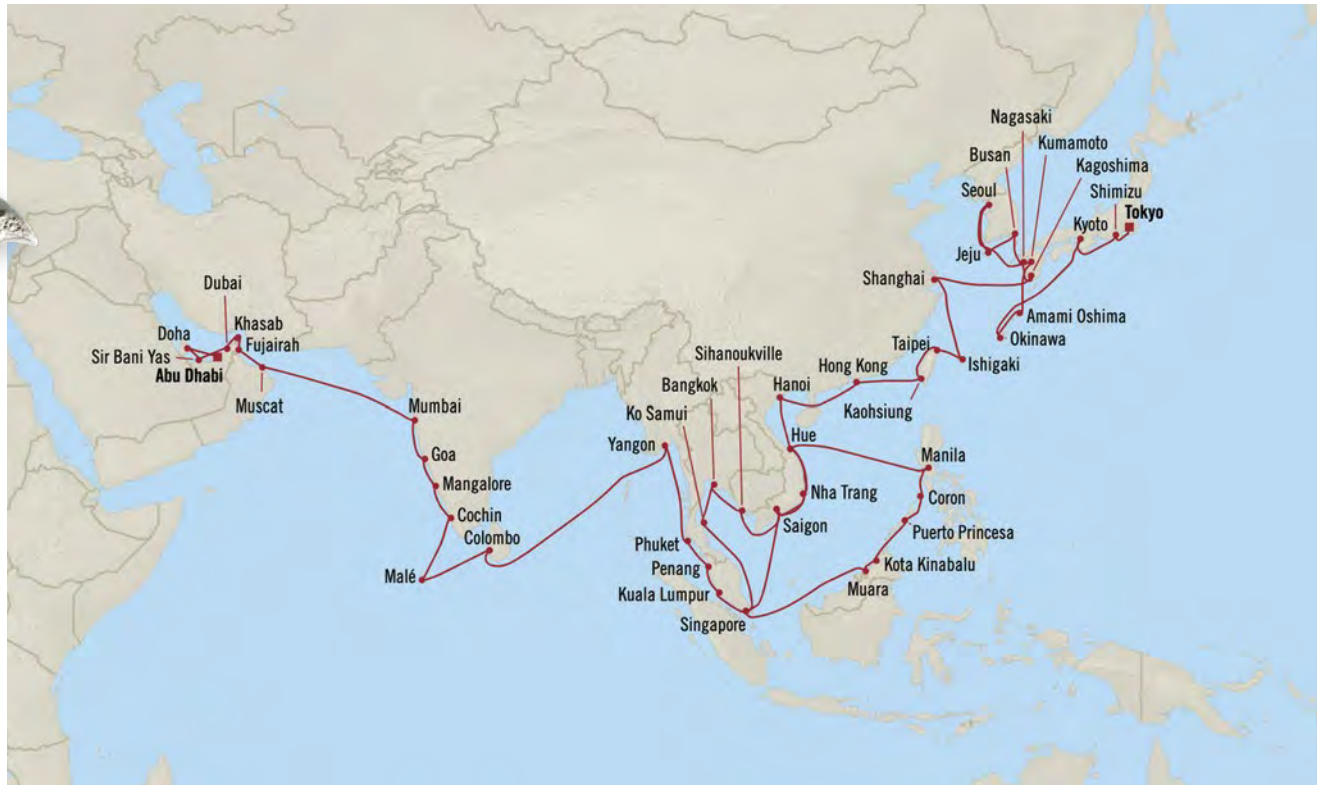 Nagasaki
Kumamoto
Busan
Kagoshima
Seoul
Shimizu
Tokyo
Kyoto
Jeju
Shanghai
Dubai
Khasab
Doha
Fujairah
Sir Bani Yas
Abu Dhabi
Amami Oshima
Okinawa
Taipei
Sihanoukville
Ishigaki
Hong Kong
Bangkok
Hanoi
Muscat
Kaohsiung
Mumbai
Ko Samui
Yangon
Hue
Goa
Manila
Mangalore
Nha Trang
Coron
Cochin
Saigon
Colombo
Puerto Princesa
Phuket
Penang
Kota Kinabalu
Malé
Muara
Kuala Lumpur
Singapore